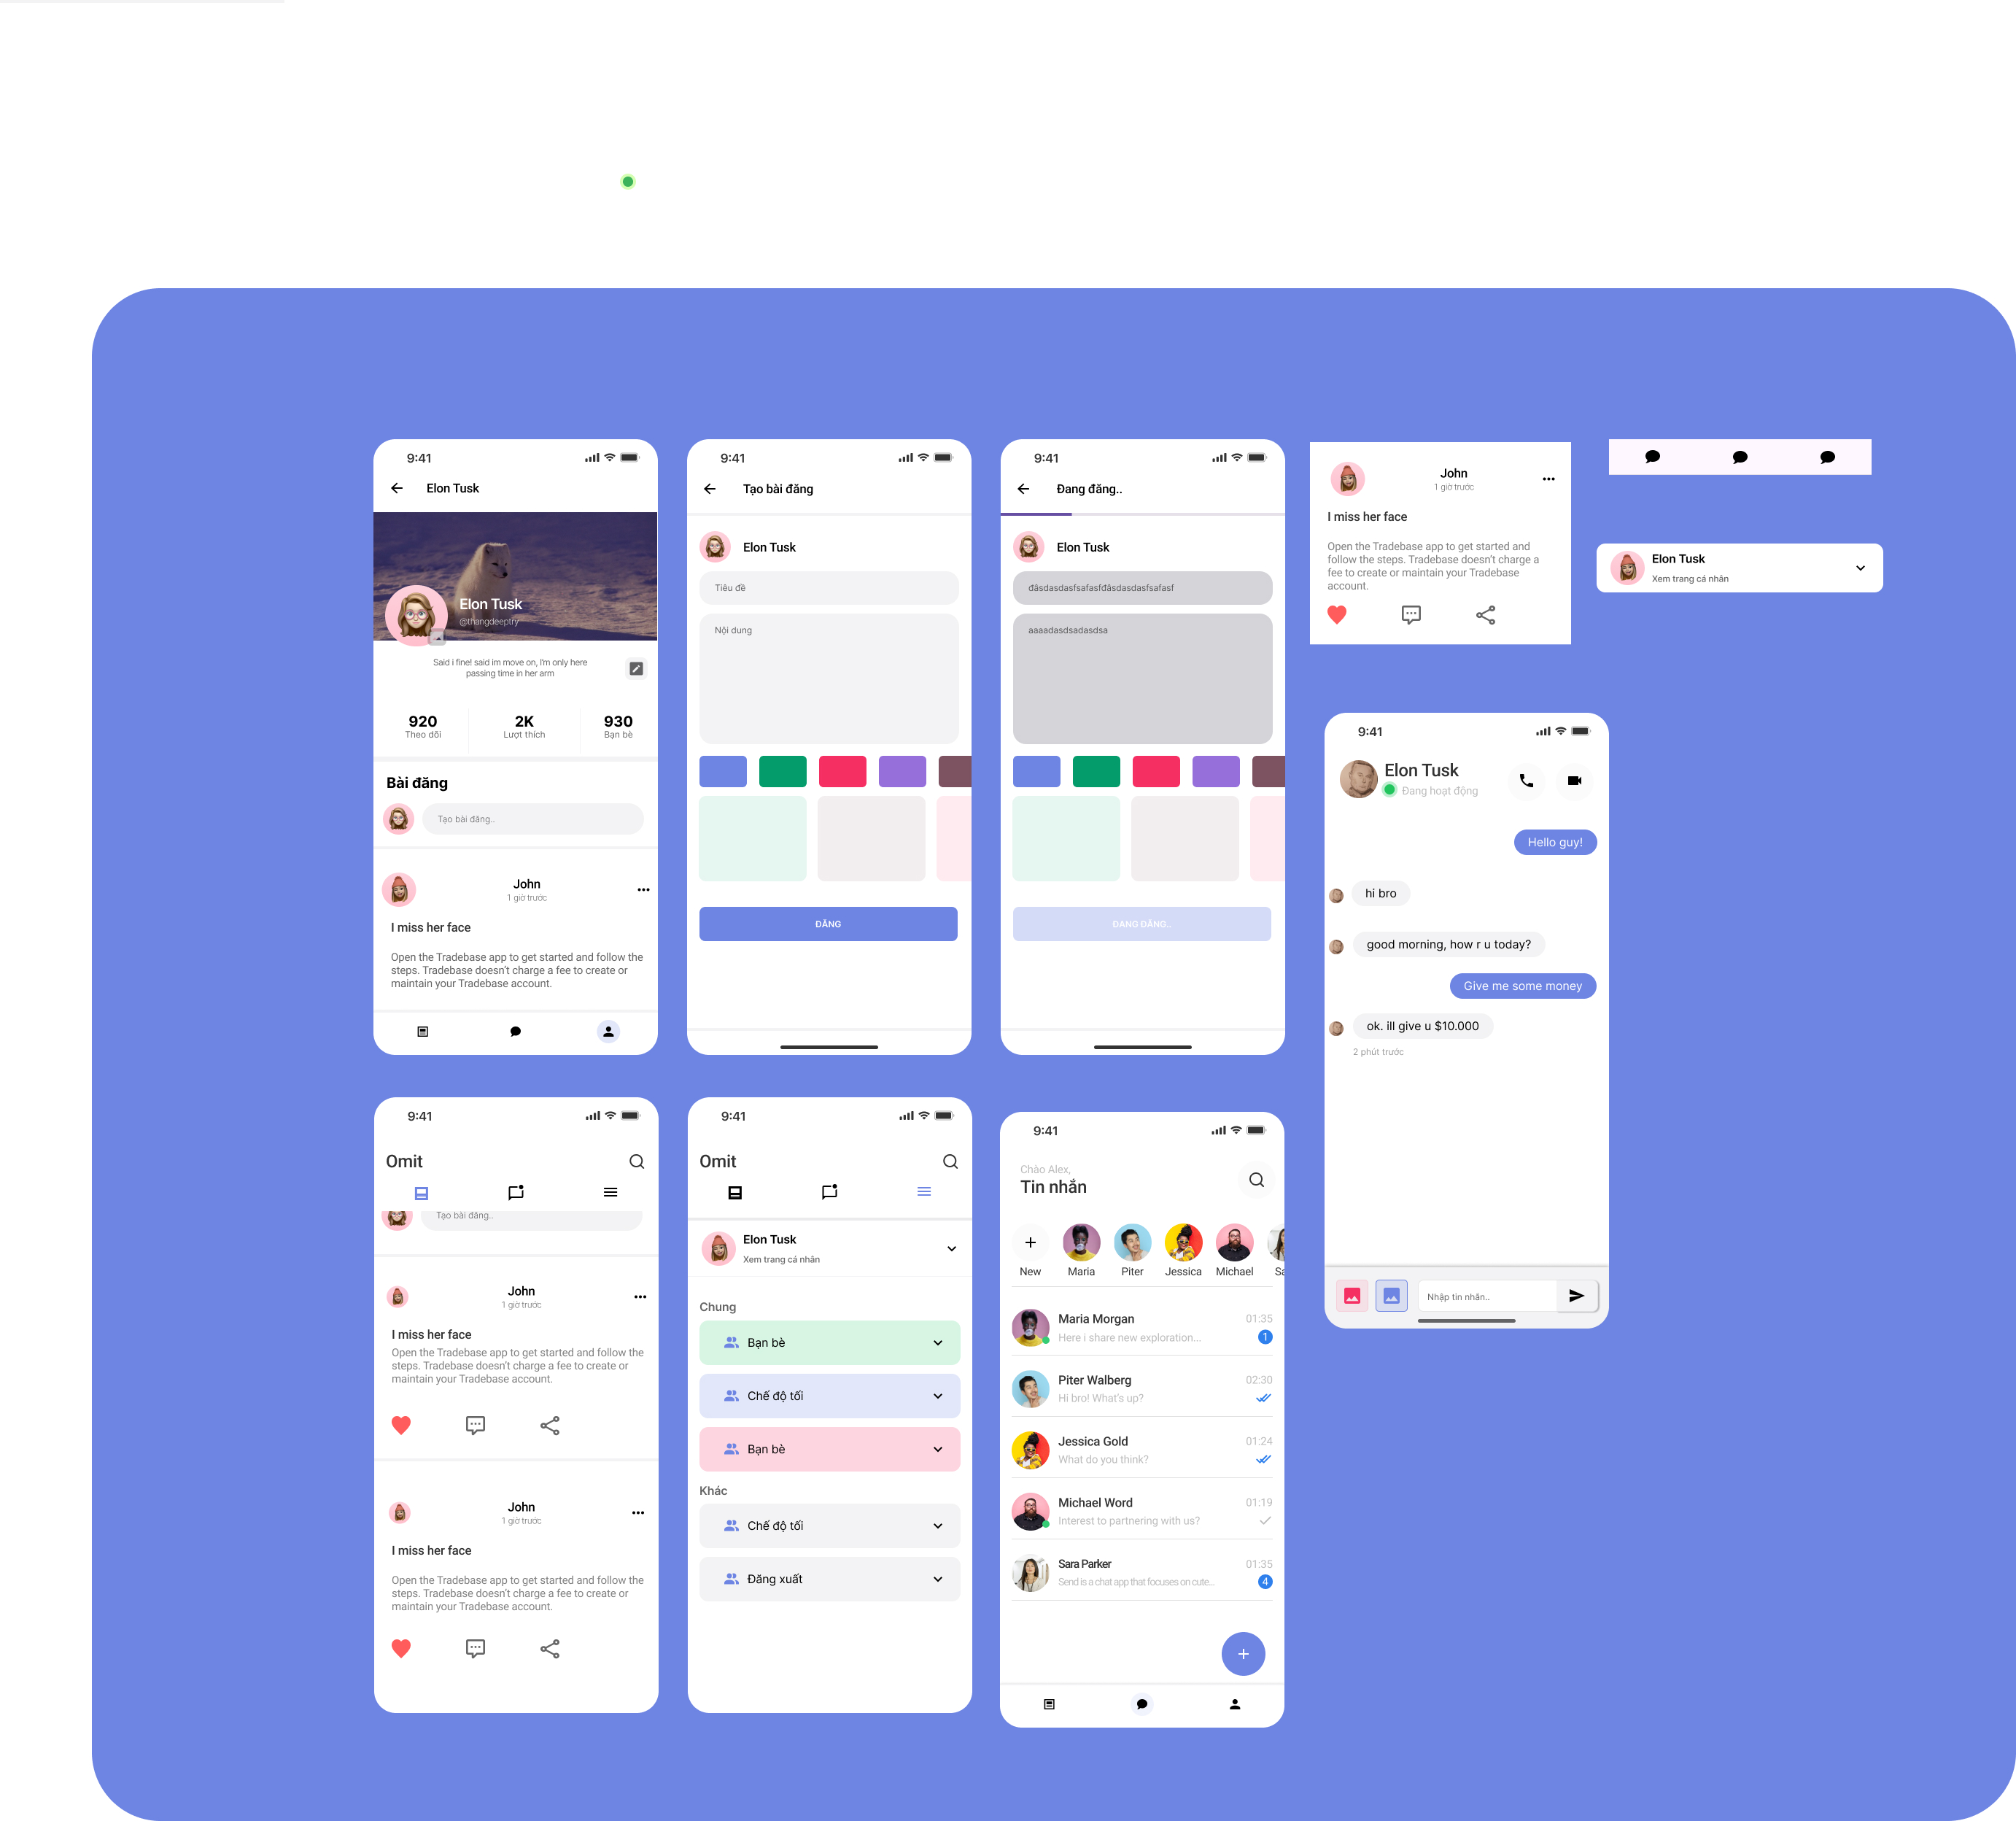 9:41
Elon Tusk
Elon Tusk
@thangdeeptry
Said i fine! said im move on, I'm only here
passing time in her arm
920
Theo dõi
2K
Lượt thích
930
Bạn bè
Bài đăng
Tạo bài đăng..
John
1 giờ trước
I miss her face
Open the Tradebase app to get started and follow the
steps. Tradebase doesn't charge a fee to create or
maintain your Tradebase account.
9:41
Tạo bài đăng
Elon Tusk
Tiêu đề
Nội dung
ĐĂNG
9:41
Đang đăng..
Elon Tusk
đâsdasdasfsafasfđâsdasdasfsafasf
aaaadasdsadasdsa
ĐANG ĐĂNG..
John
1 giờ trước
I miss her face
Open the Tradebase app to get started and
follow the steps. Tradebase doesn't charge a
fee to create or maintain your Tradebase
account.
Elon Tusk
Xem trang cá nhân
9:41
Elon Tusk
Đang hoạt động
Hello guy!
hi bro
good morning, how r u today?
Give me some money
ok. ill give u $10.000
2 phút trước
Nhập tin nhắn..
9:41
Omit
Tạo bài đăng..
John
1 giờ trước
I miss her face
Open the Tradebase app to get started and follow the
steps. Tradebase doesn't charge a fee to create or
maintain your Tradebase account.
John
1 giờ trước
I miss her face
Open the Tradebase app to get started and follow the
steps. Tradebase doesn't charge a fee to create or
maintain your Tradebase account.
9:41
Omit
Elon Tusk
Xem trang cá nhân
Chung
Bạn bè
Chế độ tối
Bạn bè
Khác
Chế độ tối
Đăng xuất
9:41
Chào Alex,
Tin nhắn
New
Maria
Piter
Jessica
Michael
Sa
Maria Morgan
01:35
Here i share new exploration...
1
Piter Walberg
02:30
Hi bro! What's up?
Jessica Gold
01:24
What do you think?
Michael Word
01:19
Interest to partnering with us?
Sara Parker
01:35
Send is a chat app that focuses on cute...
4